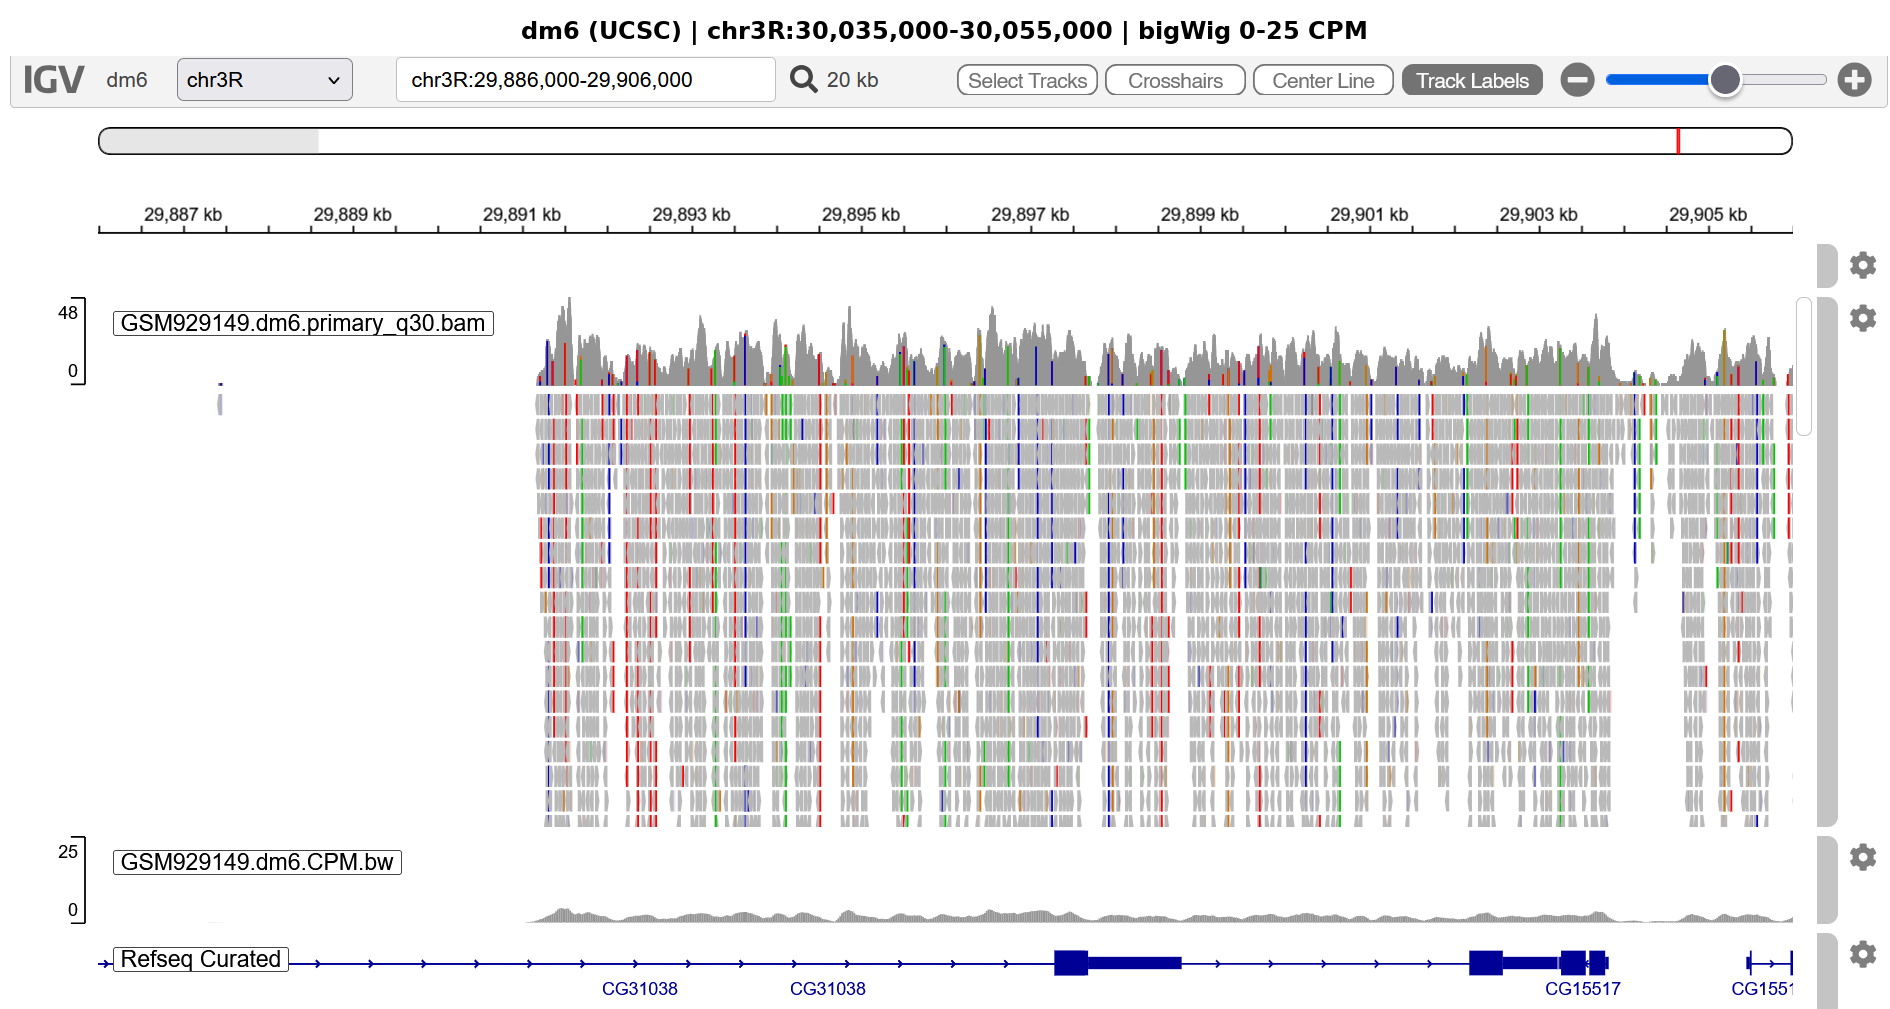 dm6 (UCSC) | chr3R:30,035,000-30,055,000 | bigWig 0-25 CPM
IGV dm6 chr3R chr3R:29,886,000-29,906,000 20 kb Select Tracks Crosshairs Center Line Track Labels
29,887 kb 29,889 kb 29,891 kb 29,893 kb 29,895 kb 29,897 kb 29,899 kb 29,901 kb 29,903 kb 29,905 kb
48
GSM929149.dm6.primary_q30.bam
0
25
GSM929149.dm6.CPM.bw
0
Refseq Curated
CG31038 CG31038 CG15517 CG1551